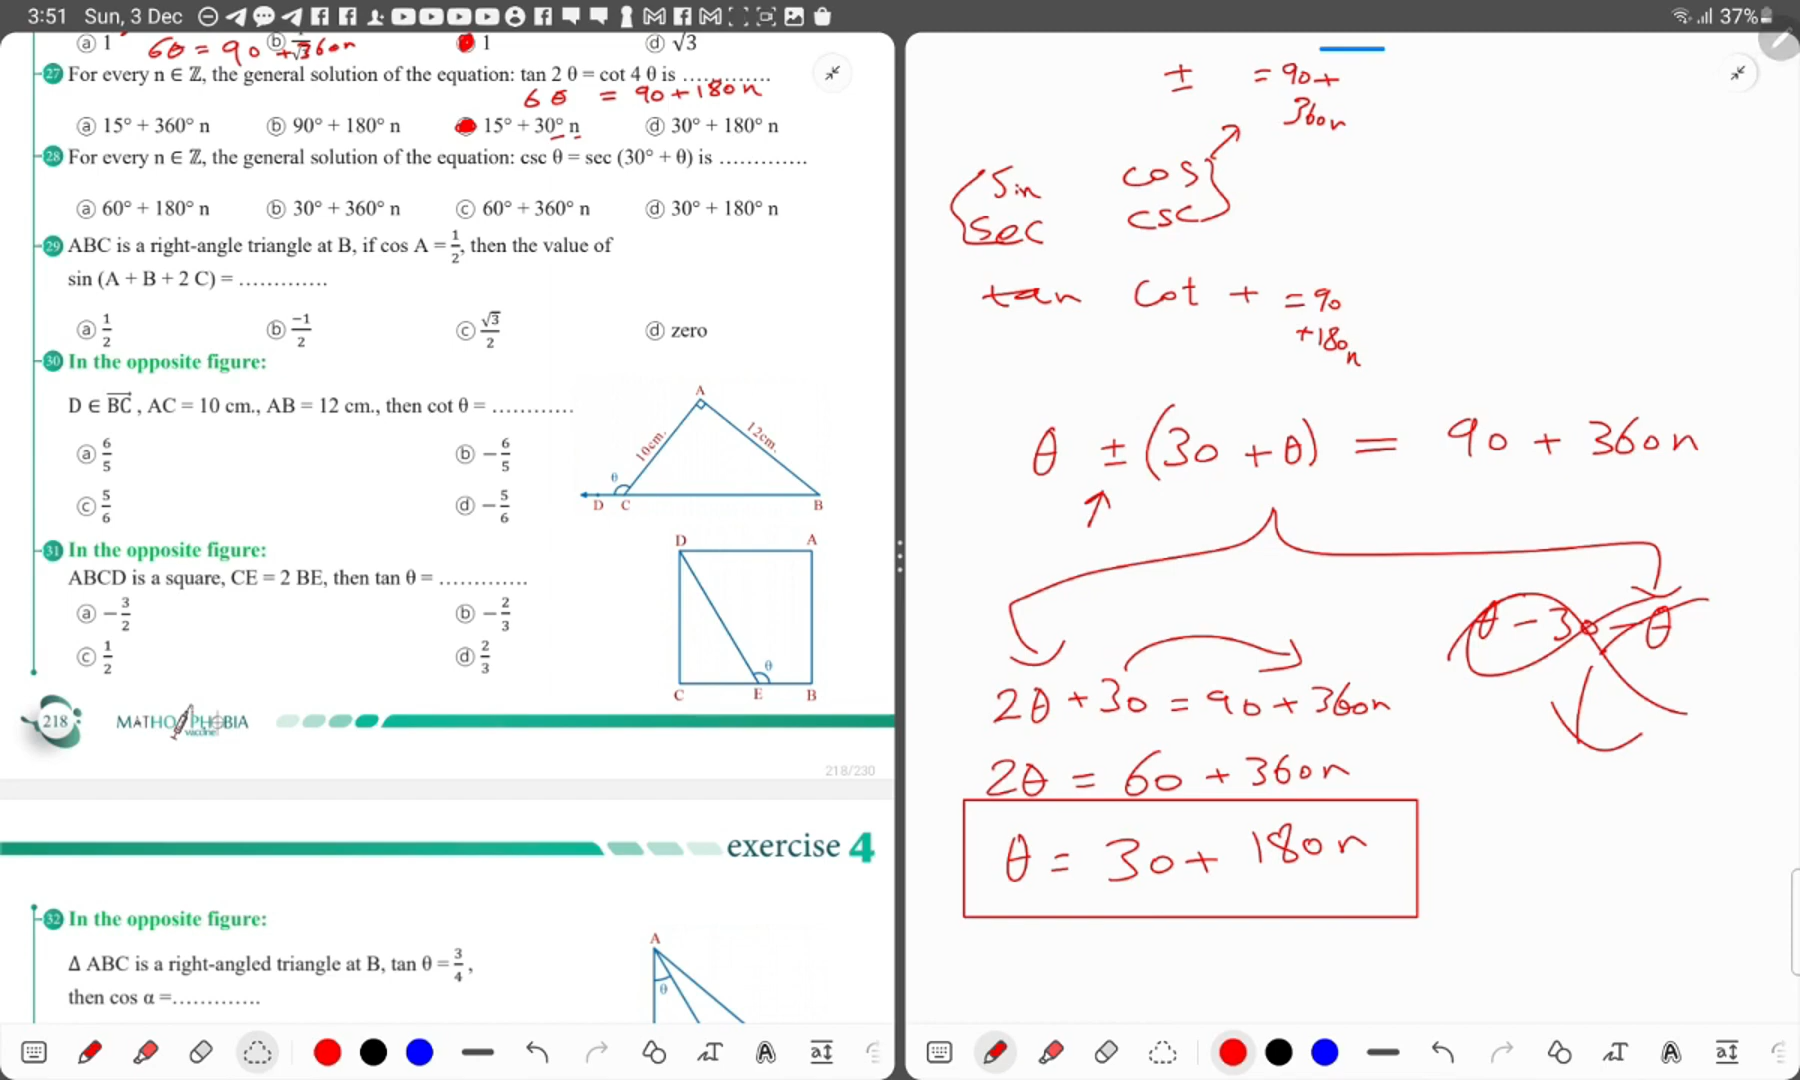 3:51 Sun, 3 Dec
37%
ⓐ 1 ⓑ 1/√3 1 ⓓ √3
6θ = 90 + 360n
27 For every n ∈ ℤ, the general solution of the equation: tan 2 θ = cot 4 θ is .............
6θ = 90 + 180n
ⓐ 15° + 360° n ⓑ 90° + 180° n 15° + 30° n ⓓ 30° + 180° n
28 For every n ∈ ℤ, the general solution of the equation: csc θ = sec (30° + θ) is .............
ⓐ 60° + 180° n ⓑ 30° + 360° n ⓒ 60° + 360° n ⓓ 30° + 180° n
29 ABC is a right-angle triangle at B, if cos A = 1/2, then the value of
sin (A + B + 2 C) = .............
ⓐ 1/2 ⓑ -1/2 ⓒ √3/2 ⓓ zero
30 In the opposite figure:
D ∈ BC→, AC = 10 cm., AB = 12 cm., then cot θ = ............
ⓐ 6/5 ⓑ − 6/5
ⓒ 5/6 ⓓ − 5/6
A
10cm.
12cm.
θ
D C B
31 In the opposite figure:
ABCD is a square, CE = 2 BE, then tan θ = .............
ⓐ − 3/2 ⓑ − 2/3
ⓒ 1/2 ⓓ 2/3
D A
θ
C E B
218 MATHO PHOBIA
vaccine
218/230
exercise 4
32 In the opposite figure:
Δ ABC is a right-angled triangle at B, tan θ = 3/4,
then cos α =.............
A
θ
± = 90+
360n
sin cos
sec csc
tan cot + = 90
+180n
θ ± (30 + θ) = 90 + 360n
θ − 30 − θ
2θ + 30 = 90 + 360n
2θ = 60 + 360n
θ = 30 + 180n